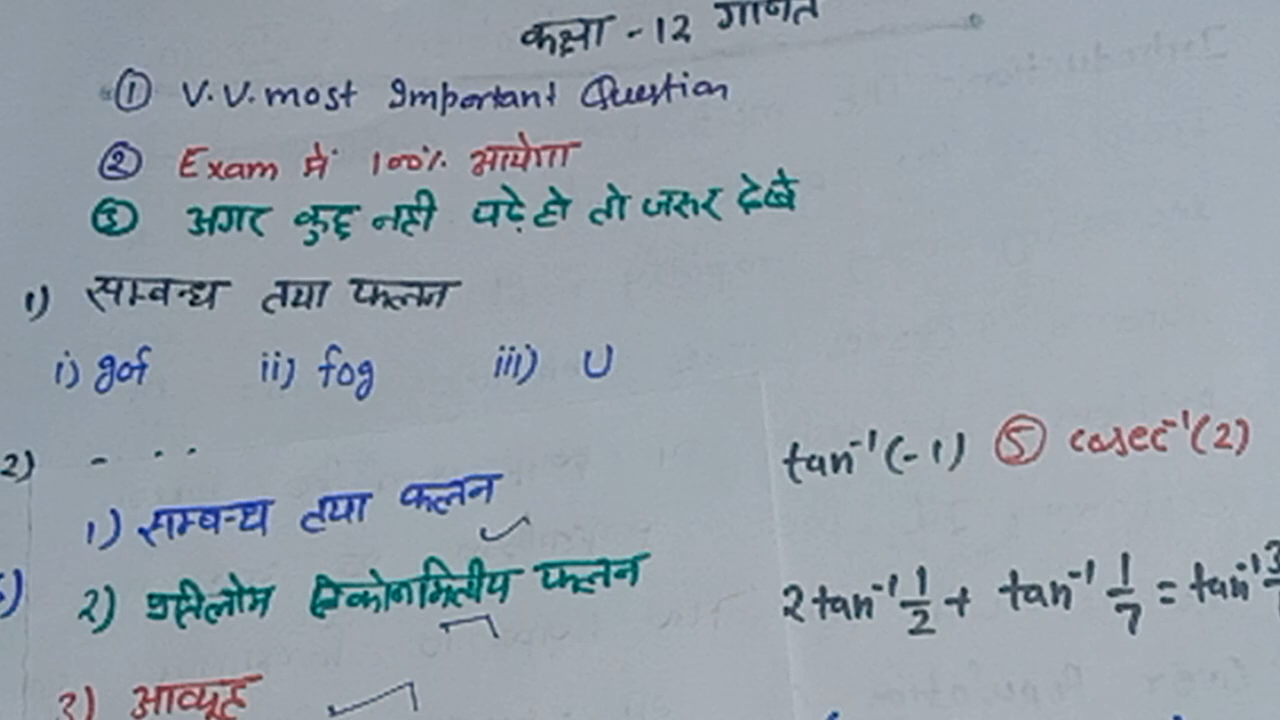 कक्षा - 12 गणित
① V.V.most Important Question
② Exam में 100% आयेगा
③ अगर कुछ नही पढ़े हो तो जरूर देखे
1) सम्बन्ध तथा फलन
i) gof ii) fog iii) U
2) - . .
1) सम्बन्ध तथा फलन
2) प्रतिलोम त्रिकोणमितीय फलन
3) आव्यूह
tan⁻¹(-1) ⑤ cosec⁻¹(2)
2tan⁻¹ 1/2 + tan⁻¹ 1/7 = tan⁻¹ 3